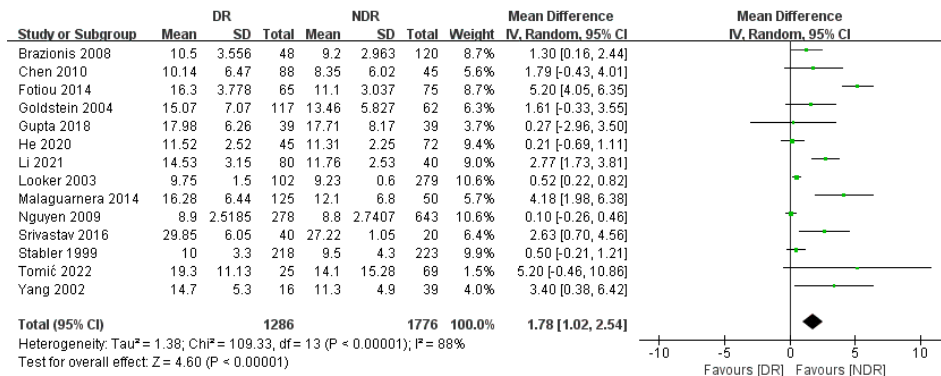 DR NDR Mean Difference Mean Difference
Study or Subgroup Mean SD Total Mean SD Total Weight IV, Random, 95% CI IV, Random, 95% CI
Brazionis 2008 10.5 3.556 48 9.2 2.963 120 8.7% 1.30 [0.16, 2.44]
Chen 2010 10.14 6.47 88 8.35 6.02 45 5.6% 1.79 [-0.43, 4.01]
Fotiou 2014 16.3 3.778 65 11.1 3.037 75 8.7% 5.20 [4.05, 6.35]
Goldstein 2004 15.07 7.07 117 13.46 5.827 62 6.3% 1.61 [-0.33, 3.55]
Gupta 2018 17.98 6.26 39 17.71 8.17 39 3.7% 0.27 [-2.96, 3.50]
He 2020 11.52 2.52 45 11.31 2.25 72 9.4% 0.21 [-0.69, 1.11]
Li 2021 14.53 3.15 80 11.76 2.53 40 9.0% 2.77 [1.73, 3.81]
Looker 2003 9.75 1.5 102 9.23 0.6 279 10.6% 0.52 [0.22, 0.82]
Malaguarnera 2014 16.28 6.44 125 12.1 6.8 50 5.7% 4.18 [1.98, 6.38]
Nguyen 2009 8.9 2.5185 278 8.8 2.7407 643 10.6% 0.10 [-0.26, 0.46]
Srivastav 2016 29.85 6.05 40 27.22 1.05 20 6.4% 2.63 [0.70, 4.56]
Stabler 1999 10 3.3 218 9.5 4.3 223 9.9% 0.50 [-0.21, 1.21]
Tomić 2022 19.3 11.13 25 14.1 15.28 69 1.5% 5.20 [-0.46, 10.86]
Yang 2002 14.7 5.3 16 11.3 4.9 39 4.0% 3.40 [0.38, 6.42]
Total (95% CI) 1286 1776 100.0% 1.78 [1.02, 2.54]
Heterogeneity: Tau² = 1.38; Chi² = 109.33, df = 13 (P < 0.00001); I² = 88%
Test for overall effect: Z = 4.60 (P < 0.00001)
-10 -5 0 5 10
Favours [DR] Favours [NDR]